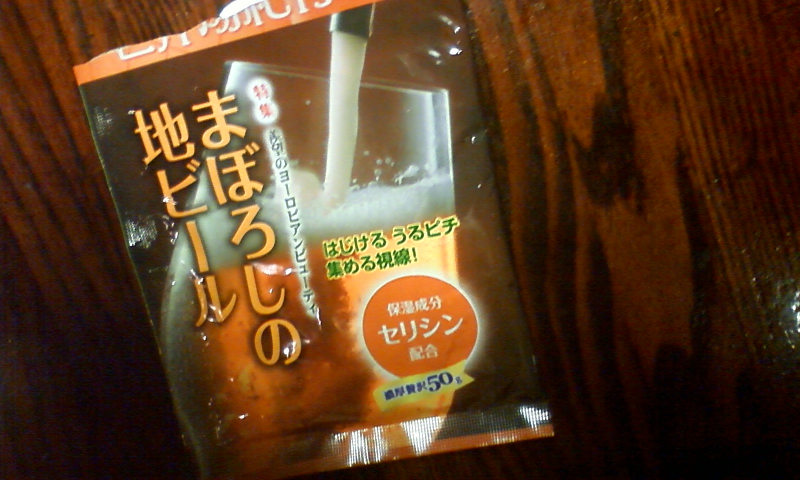 特集
まぼろしの
地ビール
のヨーロピアンビューティ
はじける うるピチ
集める視線!
保湿成分
セリシン
配合
濃厚贅沢50g